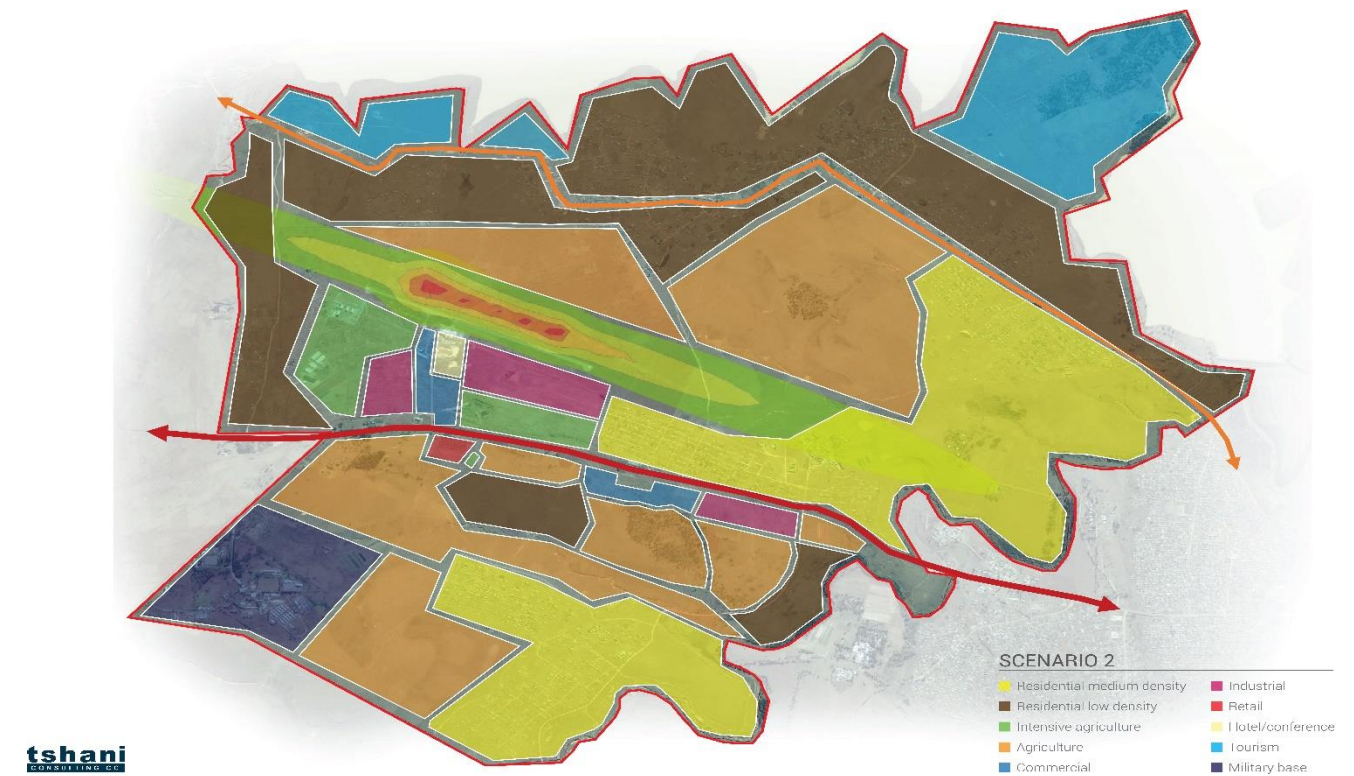 SCENARIO 2
Residential medium density
Industrial
Residential low density
Retail
Intensive agriculture
Hotel/conference
Agriculture
Tourism
Commercial
Military base
tshani
CONSULTING CC